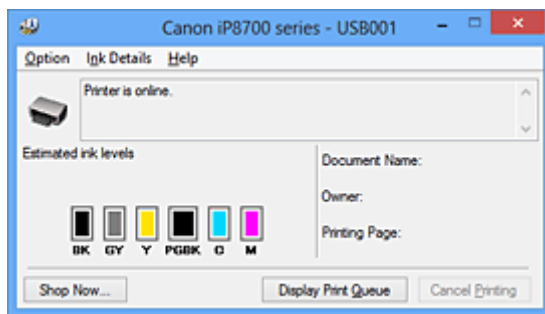 Canon iP8700 series - USB001
Option Ink Details Help
Printer is online.
Estimated ink levels
Document Name:
Owner:
Printing Page:
BK GY Y PGBK C M
Shop Now...
Display Print Queue
Cancel Printing